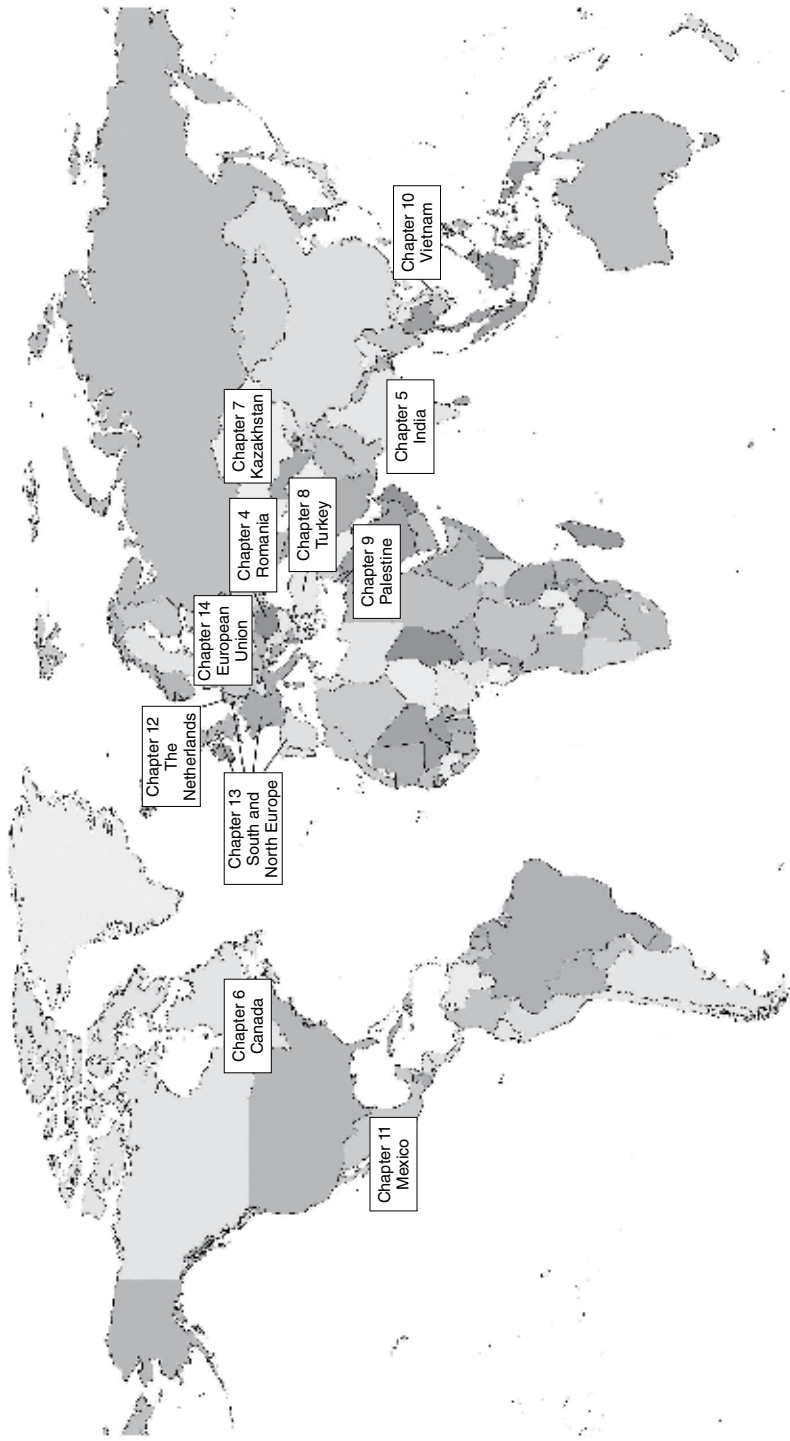 Chapter 6
Canada
Chapter 11
Mexico
Chapter 12
The
Netherlands
Chapter 13
South and
North Europe
Chapter 14
European
Union
Chapter 4
Romania
Chapter 8
Turkey
Chapter 9
Palestine
Chapter 7
Kazakhstan
Chapter 5
India
Chapter 10
Vietnam